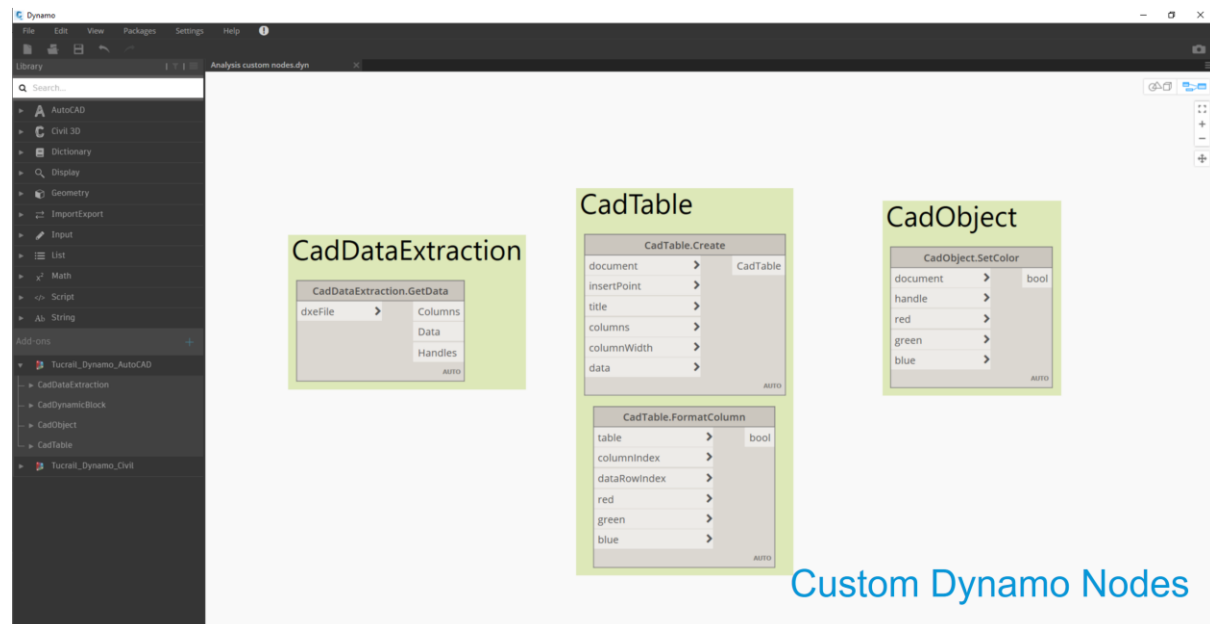 Dynamo
File Edit View Packages Settings Help
Library
Analysis custom nodes.dyn
Search...
AutoCAD
Civil 3D
Dictionary
Display
Geometry
ImportExport
Input
List
Math
Script
String
Add-ons
Tucrail_Dynamo_AutoCAD
CadDataExtraction
CadDynamicBlock
CadObject
CadTable
Tucrail_Dynamo_Civil
CadDataExtraction
CadDataExtraction.GetData
dxeFile Columns
Data
Handles
AUTO
CadTable
CadTable.Create
document CadTable
insertPoint
title
columns
columnWidth
data
AUTO
CadTable.FormatColumn
table bool
columnIndex
dataRowIndex
red
green
blue
AUTO
CadObject
CadObject.SetColor
document bool
handle
red
green
blue
AUTO
Custom Dynamo Nodes